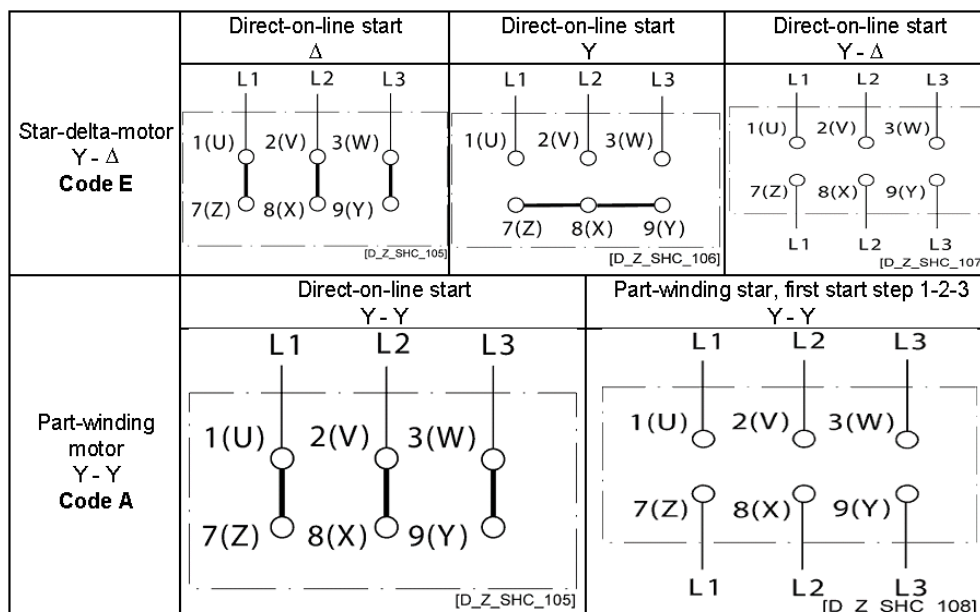 Direct-on-line start
Δ
Direct-on-line start
Y
Direct-on-line start
Y - Δ
Star-delta-motor
Y - Δ
Code E
L1 L2 L3
1(U) 2(V) 3(W)
7(Z) 8(X) 9(Y)
[D_Z_SHC_105]
L1 L2 L3
1(U) 2(V) 3(W)
7(Z) 8(X) 9(Y)
[D_Z_SHC_106]
L1 L2 L3
1(U) 2(V) 3(W)
7(Z) 8(X) 9(Y)
L1 L2 L3
[D_Z_SHC_107
Direct-on-line start
Y - Y
Part-winding star, first start step 1-2-3
Y - Y
Part-winding
motor
Y - Y
Code A
L1 L2 L3
1(U) 2(V) 3(W)
7(Z) 8(X) 9(Y)
[D_Z_SHC_105]
L1 L2 L3
1(U) 2(V) 3(W)
7(Z) 8(X) 9(Y)
L1 L2 L3
[D_Z_SHC_108]